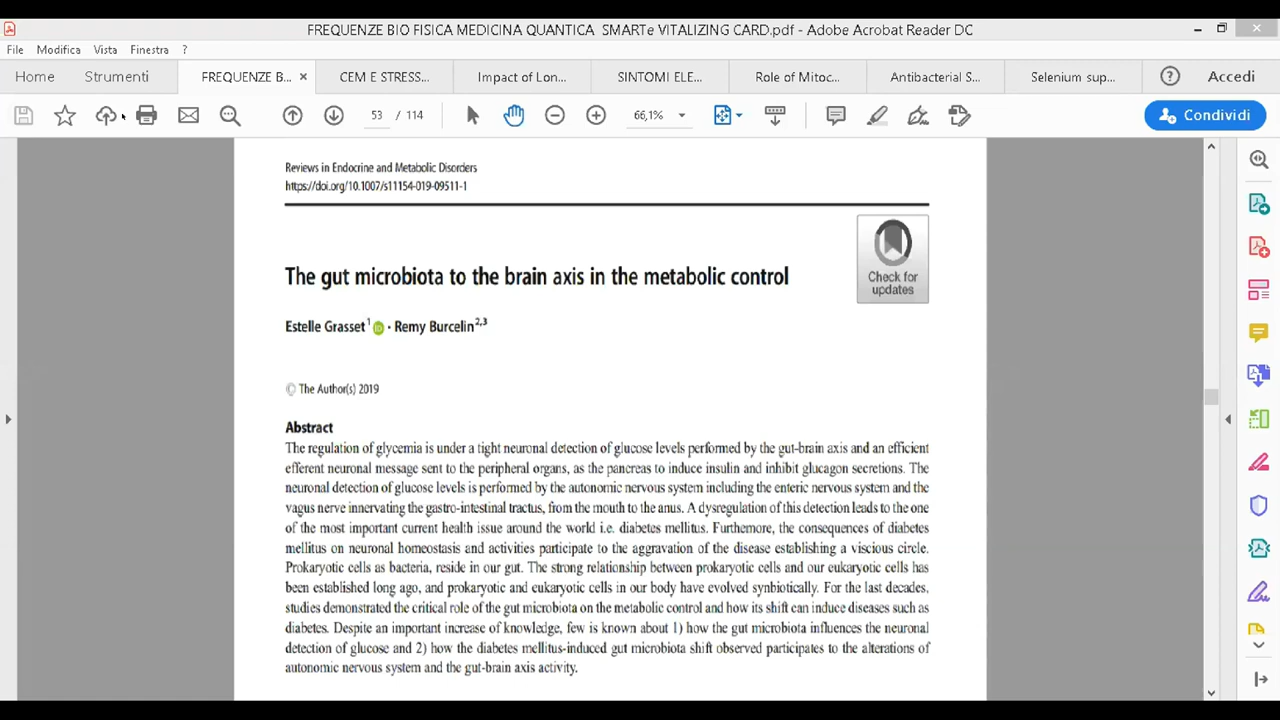 FREQUENZE BIO FISICA MEDICINA QUANTICA SMARTe VITALIZING CARD.pdf - Adobe Acrobat Reader DC
File Modifica Vista Finestra ?
Home Strumenti FREQUENZE B... × CEM E STRESS... Impact of Lon... SINTOMI ELE... Role of Mitoc... Antibacterial S... Selenium sup... Accedi
53 / 114 66,1% Condividi
Reviews in Endocrine and Metabolic Disorders
https://doi.org/10.1007/s11154-019-09511-1
Check for
updates
The gut microbiota to the brain axis in the metabolic control
Estelle Grasset1 iD · Remy Burcelin2,3
© The Author(s) 2019
Abstract
The regulation of glycemia is under a tight neuronal detection of glucose levels performed by the gut-brain axis and an efficient
efferent neuronal message sent to the peripheral organs, as the pancreas to induce insulin and inhibit glucagon secretions. The
neuronal detection of glucose levels is performed by the autonomic nervous system including the enteric nervous system and the
vagus nerve innervating the gastro-intestinal tractus, from the mouth to the anus. A dysregulation of this detection leads to the one
of the most important current health issue around the world i.e. diabetes mellitus. Furthemore, the consequences of diabetes
mellitus on neuronal homeostasis and activities participate to the aggravation of the disease establishing a viscious circle.
Prokaryotic cells as bacteria, reside in our gut. The strong relationship between prokaryotic cells and our eukaryotic cells has
been established long ago, and prokaryotic and eukaryotic cells in our body have evolved synbiotically. For the last decades,
studies demonstrated the critical role of the gut microbiota on the metabolic control and how its shift can induce diseases such as
diabetes. Despite an important increase of knowledge, few is known about 1) how the gut microbiota influences the neuronal
detection of glucose and 2) how the diabetes mellitus-induced gut microbiota shift observed participates to the alterations of
autonomic nervous system and the gut-brain axis activity.